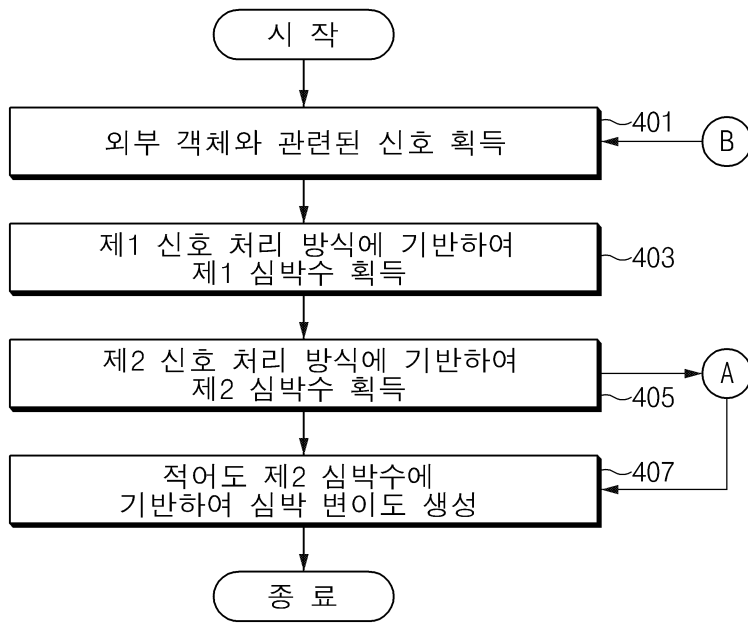 시 작
외부 객체와 관련된 신호 획득
401
B
제1 신호 처리 방식에 기반하여
제1 심박수 획득
403
제2 신호 처리 방식에 기반하여
제2 심박수 획득
405
A
적어도 제2 심박수에
기반하여 심박 변이도 생성
407
종 료